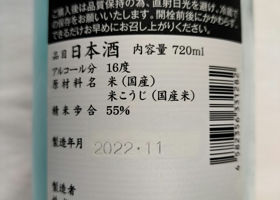 ご購入後は品質保持の為、直射日光を避け、冷蔵で
の保存をお願い致します。開栓前後にかかわらず、
できるだけお早めにお召し上がりください。
品目 日本酒 内容量 720ml
アルコール分 16度
原材料名 米(国産)
米こうじ(国産米)
精米歩合 55%
製造年月 2022・11
製造者
4582356331262